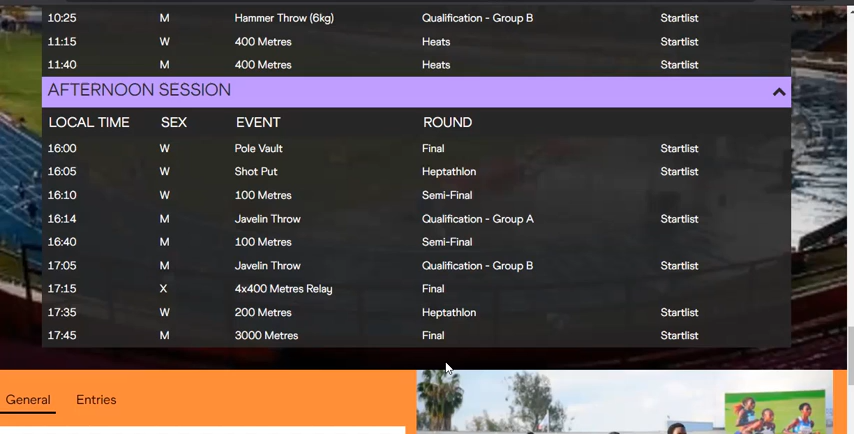 10:25 M Hammer Throw (6kg) Qualification - Group B Startlist
11:15 W 400 Metres Heats Startlist
11:40 M 400 Metres Heats Startlist
AFTERNOON SESSION
LOCAL TIME SEX EVENT ROUND
16:00 W Pole Vault Final Startlist
16:05 W Shot Put Heptathlon Startlist
16:10 W 100 Metres Semi-Final
16:14 M Javelin Throw Qualification - Group A Startlist
16:40 M 100 Metres Semi-Final
17:05 M Javelin Throw Qualification - Group B Startlist
17:15 X 4x400 Metres Relay Final
17:35 W 200 Metres Heptathlon Startlist
17:45 M 3000 Metres Final Startlist
General Entries